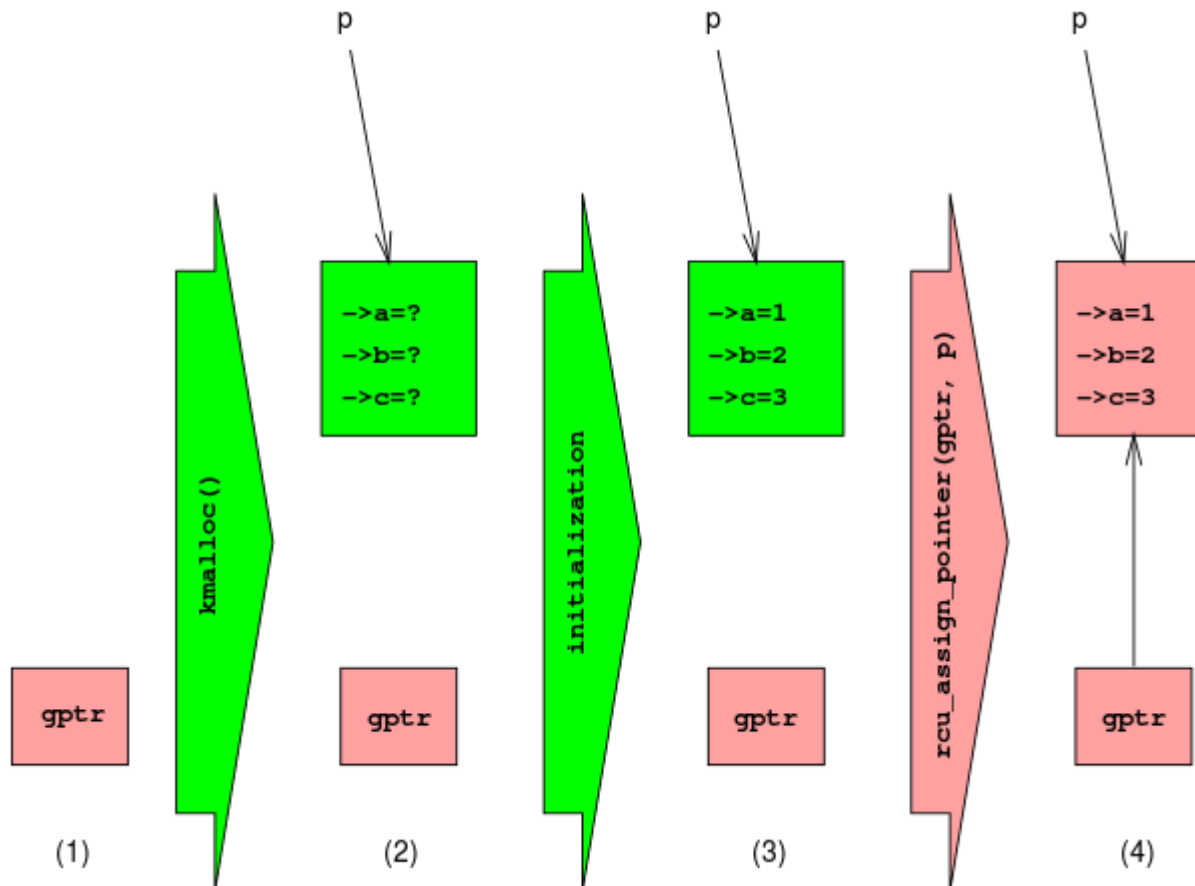 p
p
p
->a=?
->b=?
->c=?
->a=1
->b=2
->c=3
->a=1
->b=2
->c=3
kmalloc()
initialization
rcu_assign_pointer(gptr, p)
gptr
gptr
gptr
gptr
(1)
(2)
(3)
(4)